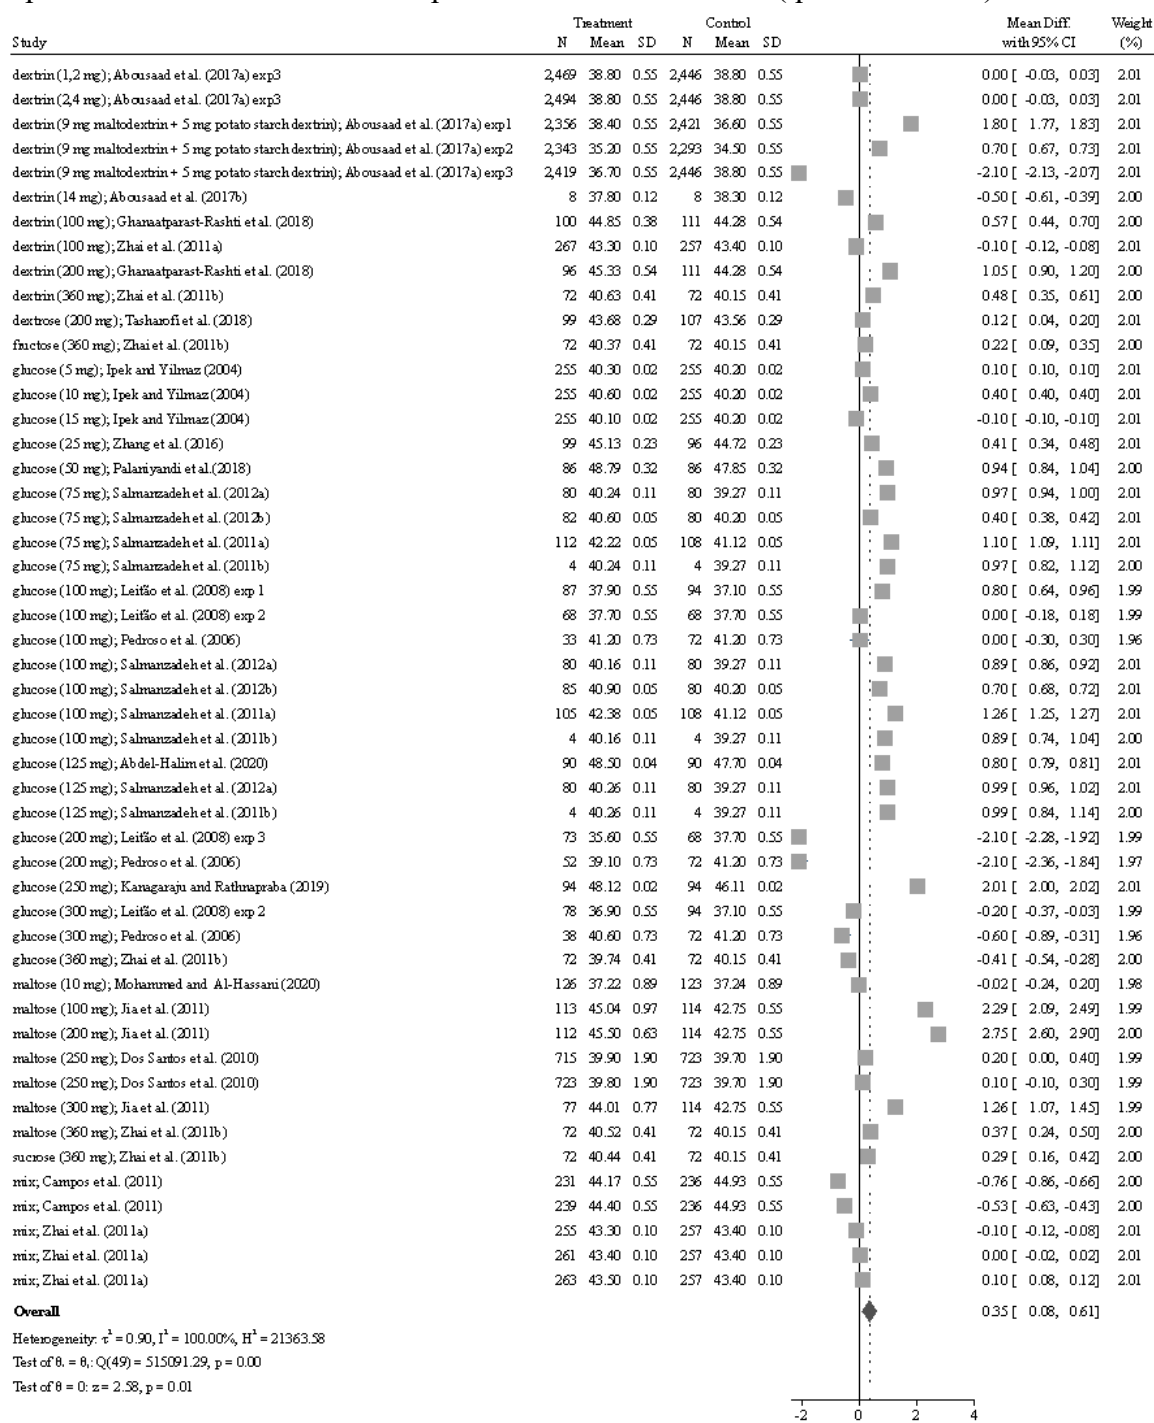 Treatment Control Mean Diff. Weight
Study N Mean SD N Mean SD with 95% CI (%)
dextrin (1,2 mg); Abousaad et al. (2017a) exp3 2,469 38.80 0.55 2,446 38.80 0.55 0.00 [ -0.03, 0.03] 2.01
dextrin (2,4 mg); Abousaad et al. (2017a) exp3 2,494 38.80 0.55 2,446 38.80 0.55 0.00 [ -0.03, 0.03] 2.01
dextrin (9 mg maltodextrin + 5 mg potato starch dextrin); Abousaad et al. (2017a) exp1 2,356 38.40 0.55 2,421 36.60 0.55 1.80 [ 1.77, 1.83] 2.01
dextrin (9 mg maltodextrin + 5 mg potato starch dextrin); Abousaad et al. (2017a) exp2 2,343 35.20 0.55 2,293 34.50 0.55 0.70 [ 0.67, 0.73] 2.01
dextrin (9 mg maltodextrin + 5 mg potato starch dextrin); Abousaad et al. (2017a) exp3 2,419 36.70 0.55 2,446 38.80 0.55 -2.10 [ -2.13, -2.07] 2.01
dextrin (14 mg); Abousaad et al. (2017b) 8 37.80 0.12 8 38.30 0.12 -0.50 [ -0.61, -0.39] 2.00
dextrin (100 mg); Ghanaatparast-Rashti et al. (2018) 100 44.85 0.38 111 44.28 0.54 0.57 [ 0.44, 0.70] 2.00
dextrin (100 mg); Zhai et al. (2011a) 267 43.30 0.10 257 43.40 0.10 -0.10 [ -0.12, -0.08] 2.01
dextrin (200 mg); Ghanaatparast-Rashti et al. (2018) 96 45.33 0.54 111 44.28 0.54 1.05 [ 0.90, 1.20] 2.00
dextrin (360 mg); Zhai et al. (2011b) 72 40.63 0.41 72 40.15 0.41 0.48 [ 0.35, 0.61] 2.00
dextrose (200 mg); Tasharofi et al. (2018) 99 43.68 0.29 107 43.56 0.29 0.12 [ 0.04, 0.20] 2.01
fructose (360 mg); Zhai et al. (2011b) 72 40.37 0.41 72 40.15 0.41 0.22 [ 0.09, 0.35] 2.00
glucose (5 mg); Ipek and Yilmaz (2004) 255 40.30 0.02 255 40.20 0.02 0.10 [ 0.10, 0.10] 2.01
glucose (10 mg); Ipek and Yilmaz (2004) 255 40.60 0.02 255 40.20 0.02 0.40 [ 0.40, 0.40] 2.01
glucose (15 mg); Ipek and Yilmaz (2004) 255 40.10 0.02 255 40.20 0.02 -0.10 [ -0.10, -0.10] 2.01
glucose (25 mg); Zhang et al. (2016) 99 45.13 0.23 96 44.72 0.23 0.41 [ 0.34, 0.48] 2.01
glucose (50 mg); Palaniyandi et al.(2018) 86 48.79 0.32 86 47.85 0.32 0.94 [ 0.84, 1.04] 2.00
glucose (75 mg); Salmanzadeh et al. (2012a) 80 40.24 0.11 80 39.27 0.11 0.97 [ 0.94, 1.00] 2.01
glucose (75 mg); Salmanzadeh et al. (2012b) 82 40.60 0.05 80 40.20 0.05 0.40 [ 0.38, 0.42] 2.01
glucose (75 mg); Salmanzadeh et al. (2011a) 112 42.22 0.05 108 41.12 0.05 1.10 [ 1.09, 1.11] 2.01
glucose (75 mg); Salmanzadeh et al. (2011b) 4 40.24 0.11 4 39.27 0.11 0.97 [ 0.82, 1.12] 2.00
glucose (100 mg); Leitão et al. (2008) exp 1 87 37.90 0.55 94 37.10 0.55 0.80 [ 0.64, 0.96] 1.99
glucose (100 mg); Leitão et al. (2008) exp 2 68 37.70 0.55 68 37.70 0.55 0.00 [ -0.18, 0.18] 1.99
glucose (100 mg); Pedroso et al. (2006) 33 41.20 0.73 72 41.20 0.73 0.00 [ -0.30, 0.30] 1.96
glucose (100 mg); Salmanzadeh et al. (2012a) 80 40.16 0.11 80 39.27 0.11 0.89 [ 0.86, 0.92] 2.01
glucose (100 mg); Salmanzadeh et al. (2012b) 85 40.90 0.05 80 40.20 0.05 0.70 [ 0.68, 0.72] 2.01
glucose (100 mg); Salmanzadeh et al. (2011a) 105 42.38 0.05 108 41.12 0.05 1.26 [ 1.25, 1.27] 2.01
glucose (100 mg); Salmanzadeh et al. (2011b) 4 40.16 0.11 4 39.27 0.11 0.89 [ 0.74, 1.04] 2.00
glucose (125 mg); Abdel-Halim et al. (2020) 90 48.50 0.04 90 47.70 0.04 0.80 [ 0.79, 0.81] 2.01
glucose (125 mg); Salmanzadeh et al. (2012a) 80 40.26 0.11 80 39.27 0.11 0.99 [ 0.96, 1.02] 2.01
glucose (125 mg); Salmanzadeh et al. (2011b) 4 40.26 0.11 4 39.27 0.11 0.99 [ 0.84, 1.14] 2.00
glucose (200 mg); Leitão et al. (2008) exp 3 73 35.60 0.55 68 37.70 0.55 -2.10 [ -2.28, -1.92] 1.99
glucose (200 mg); Pedroso et al. (2006) 52 39.10 0.73 72 41.20 0.73 -2.10 [ -2.36, -1.84] 1.97
glucose (250 mg); Kanagaraju and Rathnapraba (2019) 94 48.12 0.02 94 46.11 0.02 2.01 [ 2.00, 2.02] 2.01
glucose (300 mg); Leitão et al. (2008) exp 2 78 36.90 0.55 94 37.10 0.55 -0.20 [ -0.37, -0.03] 1.99
glucose (300 mg); Pedroso et al. (2006) 38 40.60 0.73 72 41.20 0.73 -0.60 [ -0.89, -0.31] 1.96
glucose (360 mg); Zhai et al. (2011b) 72 39.74 0.41 72 40.15 0.41 -0.41 [ -0.54, -0.28] 2.00
maltose (10 mg); Mohammed and Al-Hassani (2020) 126 37.22 0.89 123 37.24 0.89 -0.02 [ -0.24, 0.20] 1.98
maltose (100 mg); Jia et al. (2011) 113 45.04 0.97 114 42.75 0.55 2.29 [ 2.09, 2.49] 1.99
maltose (200 mg); Jia et al. (2011) 112 45.50 0.63 114 42.75 0.55 2.75 [ 2.60, 2.90] 2.00
maltose (250 mg); Dos Santos et al. (2010) 715 39.90 1.90 723 39.70 1.90 0.20 [ 0.00, 0.40] 1.99
maltose (250 mg); Dos Santos et al. (2010) 723 39.80 1.90 723 39.70 1.90 0.10 [ -0.10, 0.30] 1.99
maltose (300 mg); Jia et al. (2011) 77 44.01 0.77 114 42.75 0.55 1.26 [ 1.07, 1.45] 1.99
maltose (360 mg); Zhai et al. (2011b) 72 40.52 0.41 72 40.15 0.41 0.37 [ 0.24, 0.50] 2.00
sucrose (360 mg); Zhai et al. (2011b) 72 40.44 0.41 72 40.15 0.41 0.29 [ 0.16, 0.42] 2.00
mix; Campos et al. (2011) 231 44.17 0.55 236 44.93 0.55 -0.76 [ -0.86, -0.66] 2.00
mix; Campos et al. (2011) 239 44.40 0.55 236 44.93 0.55 -0.53 [ -0.63, -0.43] 2.00
mix; Zhai et al. (2011a) 255 43.30 0.10 257 43.40 0.10 -0.10 [ -0.12, -0.08] 2.01
mix; Zhai et al. (2011a) 261 43.40 0.10 257 43.40 0.10 0.00 [ -0.02, 0.02] 2.01
mix; Zhai et al. (2011a) 263 43.50 0.10 257 43.40 0.10 0.10 [ 0.08, 0.12] 2.01
Overall 0.35 [ 0.08, 0.61]
Heterogeneity: τ² = 0.90, I² = 100.00%, H² = 21363.58
Test of θᵢ = θⱼ: Q(49) = 515091.29, p = 0.00
Test of θ = 0: z = 2.58, p = 0.01
-2 0 2 4